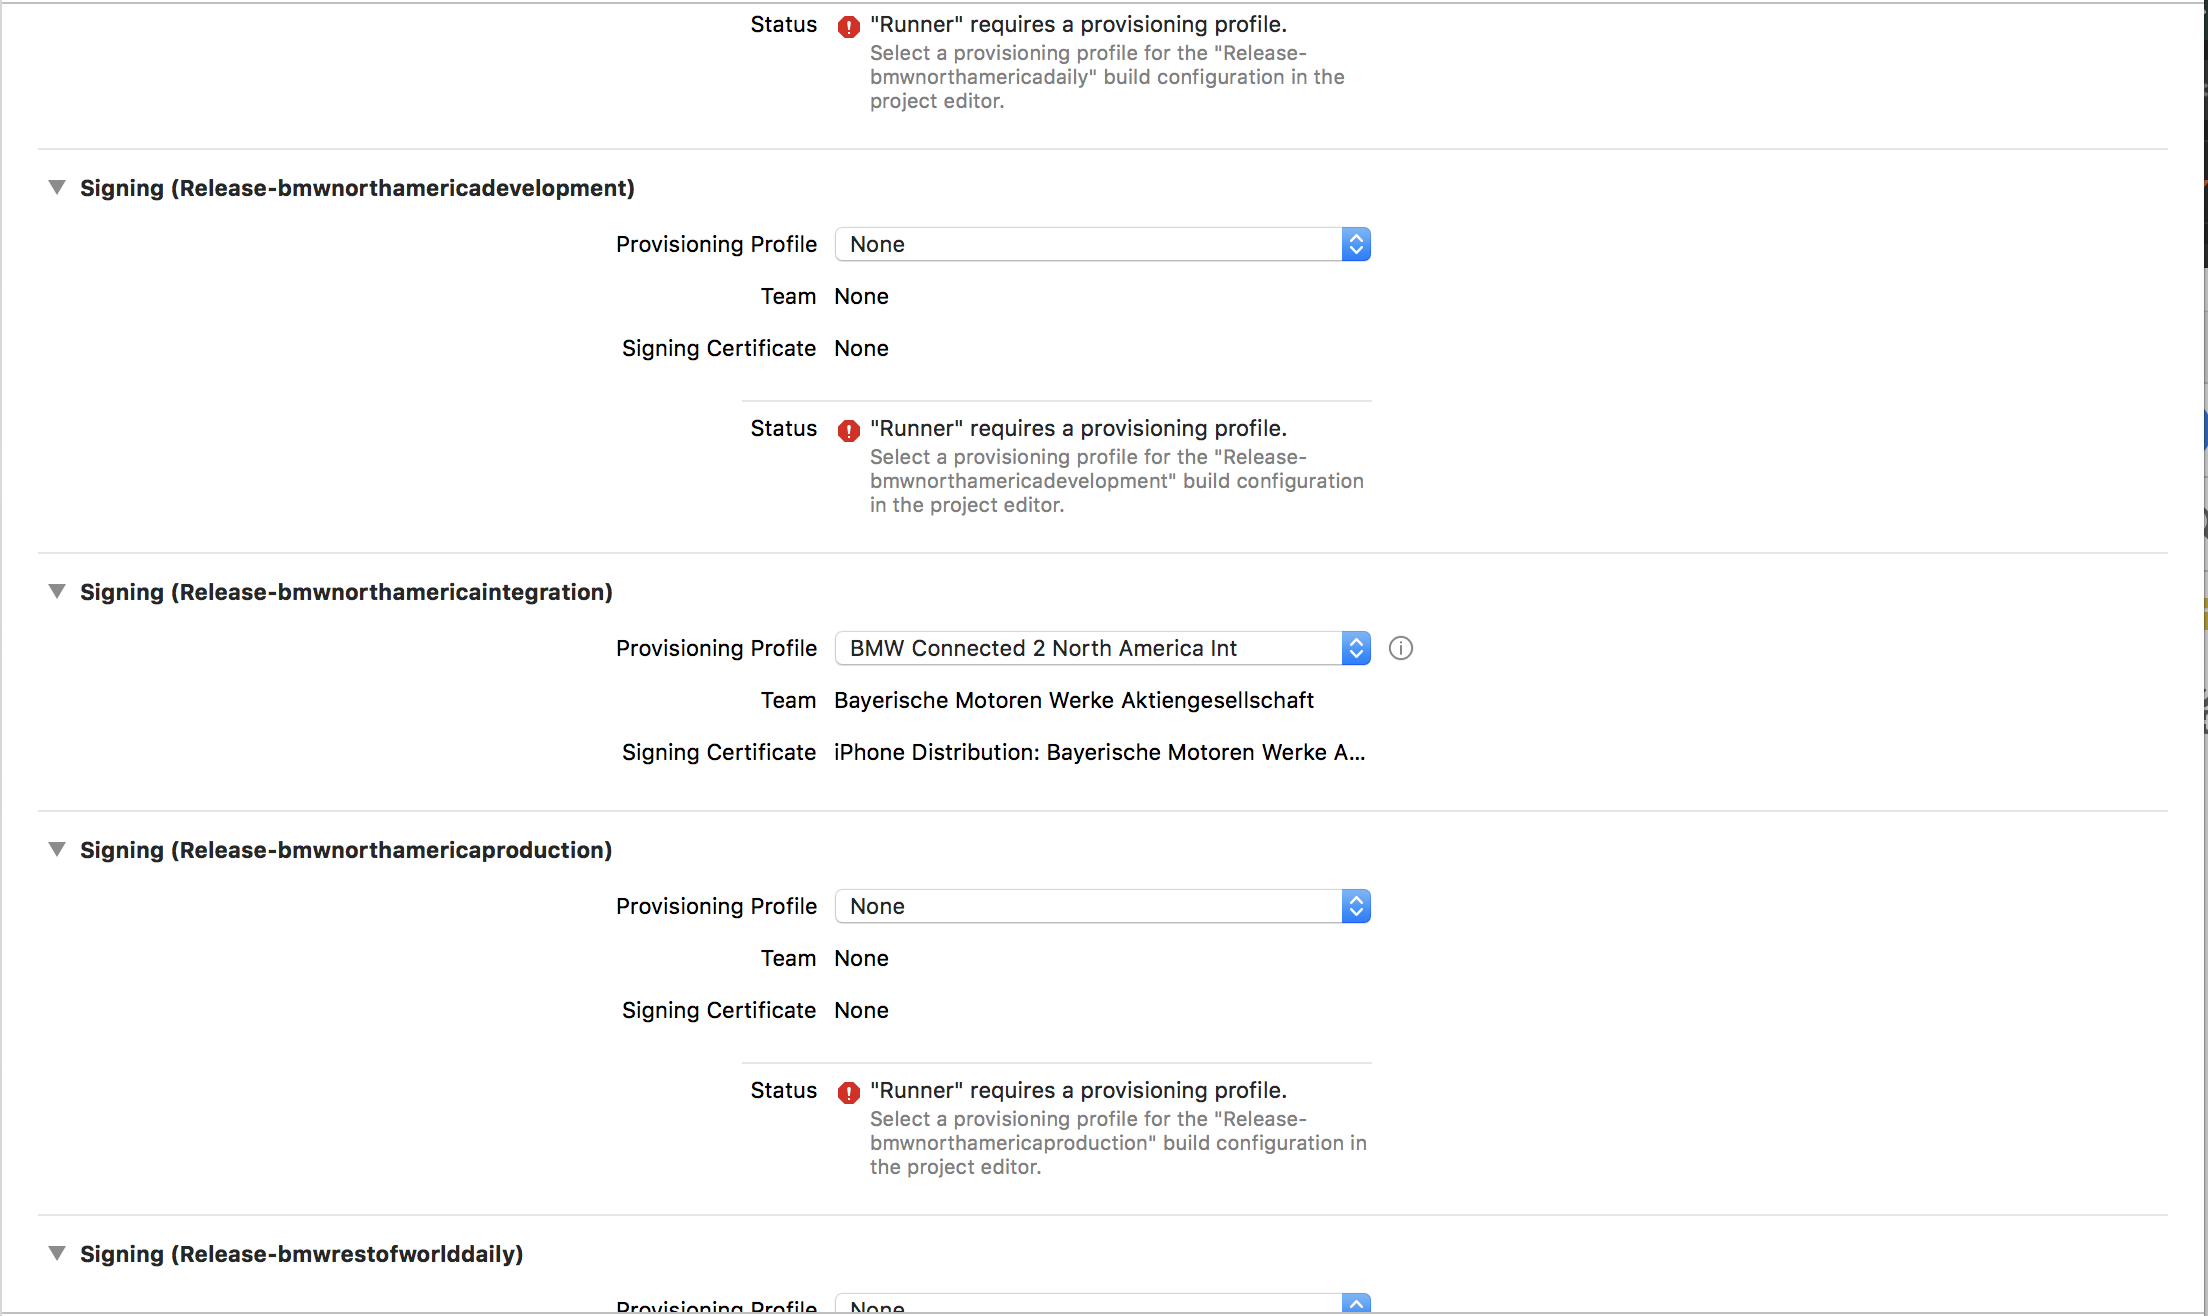 Status "Runner" requires a provisioning profile.
Select a provisioning profile for the "Release-
bmwnorthamericadaily" build configuration in the
project editor.
Signing (Release-bmwnorthamericadevelopment)
Provisioning Profile None
Team None
Signing Certificate None
Status "Runner" requires a provisioning profile.
Select a provisioning profile for the "Release-
bmwnorthamericadevelopment" build configuration
in the project editor.
Signing (Release-bmwnorthamericaintegration)
Provisioning Profile BMW Connected 2 North America Int
Team Bayerische Motoren Werke Aktiengesellschaft
Signing Certificate iPhone Distribution: Bayerische Motoren Werke A...
Signing (Release-bmwnorthamericaproduction)
Provisioning Profile None
Team None
Signing Certificate None
Status "Runner" requires a provisioning profile.
Select a provisioning profile for the "Release-
bmwnorthamericaproduction" build configuration in
the project editor.
Signing (Release-bmwrestofworlddaily)
Provisioning Profile None